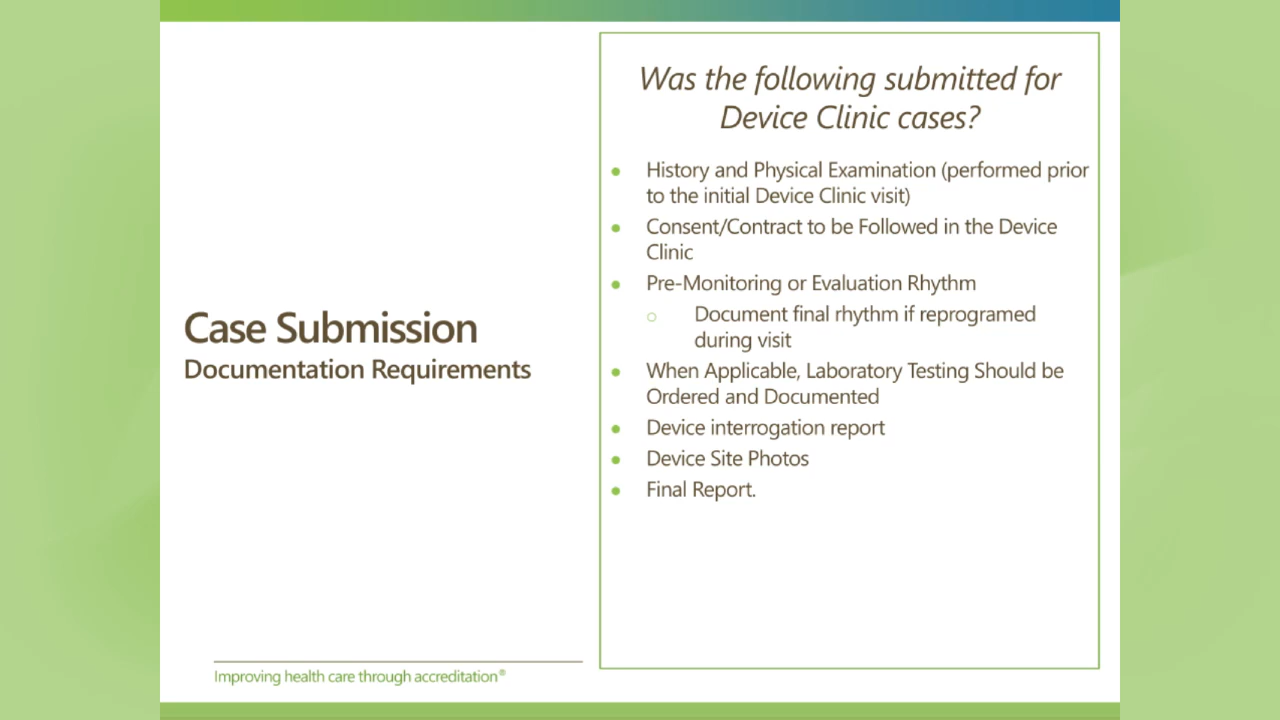 Case Submission
Documentation Requirements
Was the following submitted for
Device Clinic cases?
● History and Physical Examination (performed prior
to the initial Device Clinic visit)
● Consent/Contract to be Followed in the Device
Clinic
● Pre-Monitoring or Evaluation Rhythm
○ Document final rhythm if reprogramed
during visit
● When Applicable, Laboratory Testing Should be
Ordered and Documented
● Device interrogation report
● Device Site Photos
● Final Report.
Improving health care through accreditation®